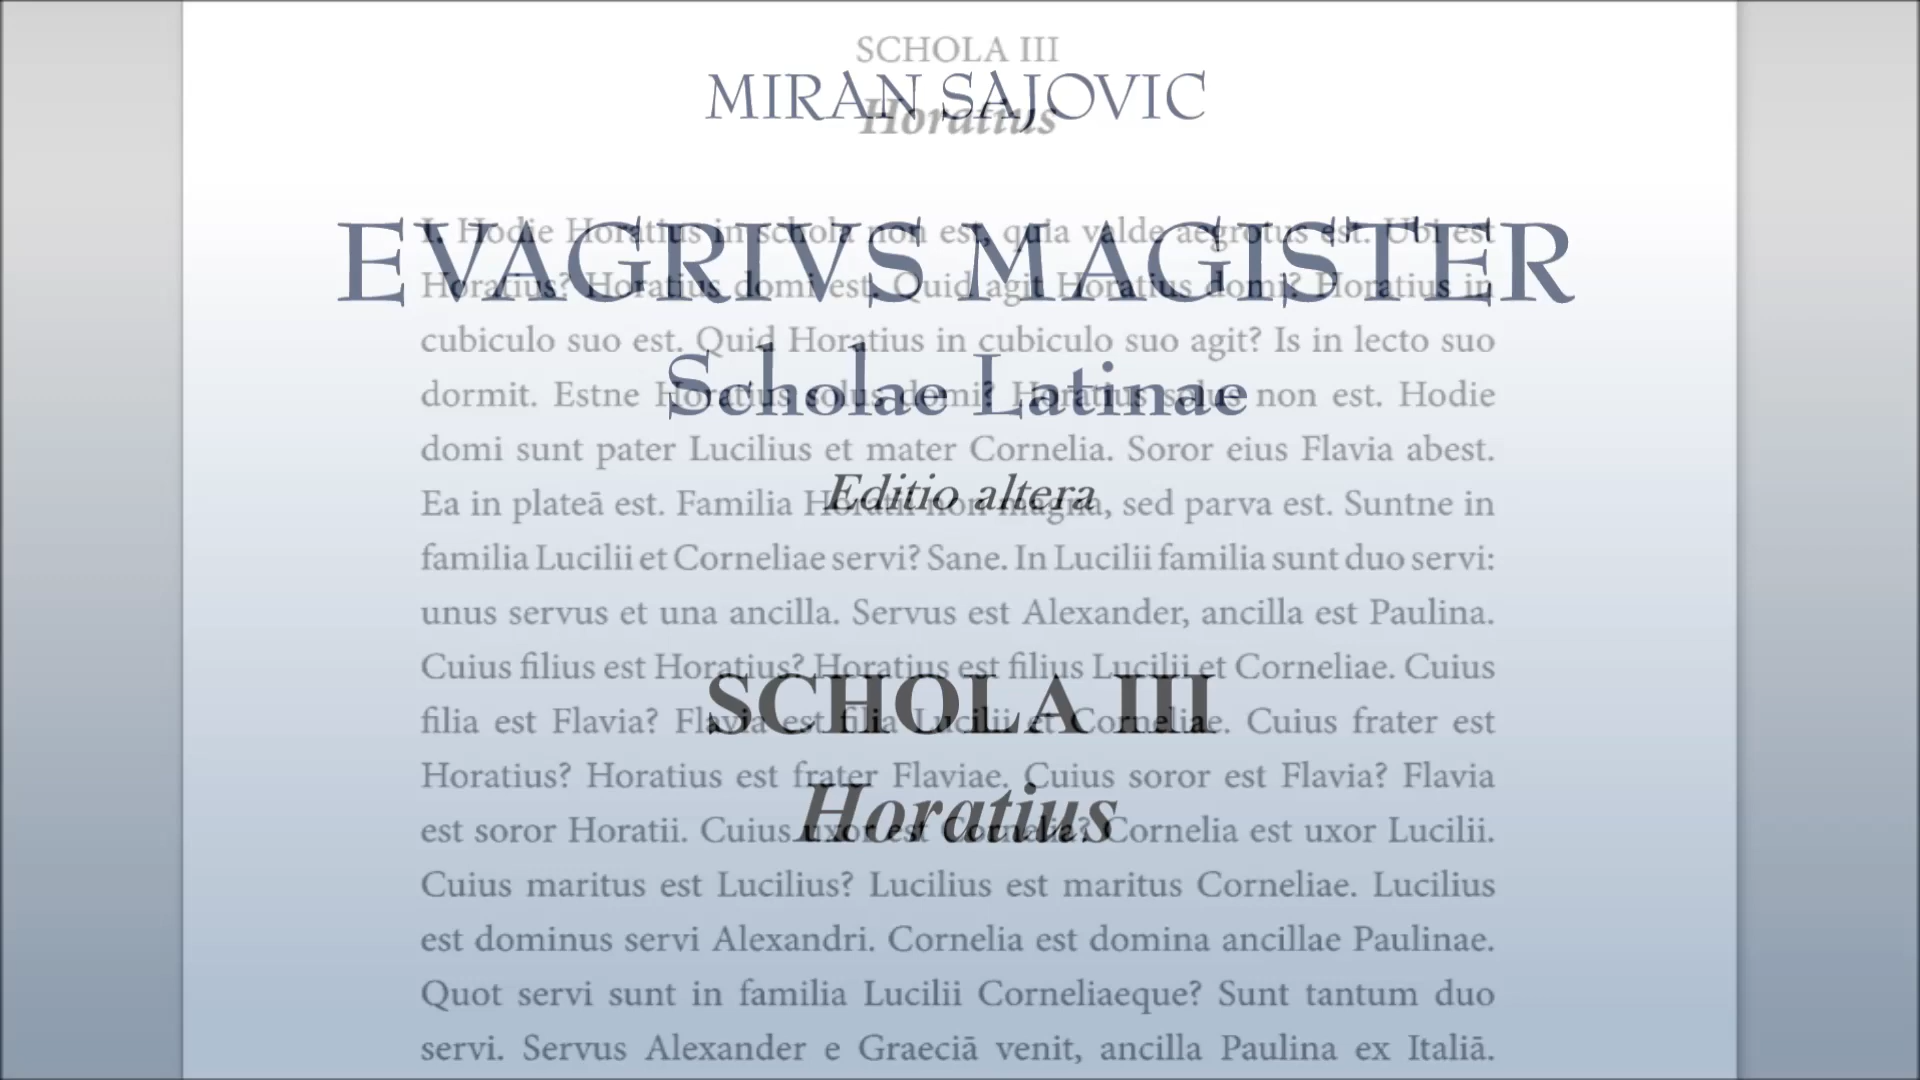 SCHOLA III
MIRAN SAJOVIC
Horatius
EVAGRIVS MAGISTER
I. Hodie Horatius in schola non est, quia valde aegrotus est. Ubi est
Horatius? Horatius domi est. Quid agit Horatius domi? Horatius in
cubiculo suo est. Quid Horatius in cubiculo suo agit? Is in lecto suo
Scholae Latinae
dormit. Estne Horatius solus domi? Horatius solus non est. Hodie
domi sunt pater Lucilius et mater Cornelia. Soror eius Flavia abest.
Editio altera
Ea in plateā est. Familia Horatii non magna, sed parva est. Suntne in
familia Lucilii et Corneliae servi? Sane. In Lucilii familia sunt duo servi:
unus servus et una ancilla. Servus est Alexander, ancilla est Paulina.
Cuius filius est Horatius? Horatius est filius Lucilii et Corneliae. Cuius
SCHOLA III
filia est Flavia? Flavia est filia Lucilii et Corneliae. Cuius frater est
Horatius? Horatius est frater Flaviae. Cuius soror est Flavia? Flavia
Horatius
est soror Horatii. Cuius uxor est Cornelia? Cornelia est uxor Lucilii.
Cuius maritus est Lucilius? Lucilius est maritus Corneliae. Lucilius
est dominus servi Alexandri. Cornelia est domina ancillae Paulinae.
Quot servi sunt in familia Lucilii Corneliaeque? Sunt tantum duo
servi. Servus Alexander e Graeciā venit, ancilla Paulina ex Italiā.